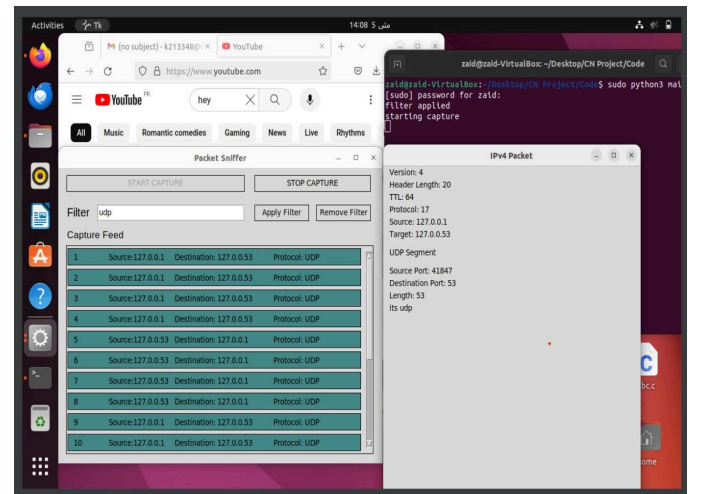 Activities
Tk
14:08 5 مئی
M (no subject) - k213348@
YouTube
https://www.youtube.com
YouTube PK
hey
All Music Romantic comedies Gaming News Live Rhythms
zaid@zaid-VirtualBox: ~/Desktop/CN Project/Code
zaid@zaid-VirtualBox:~/Desktop/CN Project/Code$ sudo python3 mai
[sudo] password for zaid:
filter applied
starting capture
Packet Sniffer
START CAPTURE
STOP CAPTURE
Filter udp Apply Filter Remove Filter
Capture Feed
1 Source:127.0.0.1 Destination: 127.0.0.53 Protocol: UDP
2 Source:127.0.0.1 Destination: 127.0.0.53 Protocol: UDP
3 Source:127.0.0.1 Destination: 127.0.0.53 Protocol: UDP
4 Source:127.0.0.1 Destination: 127.0.0.53 Protocol: UDP
5 Source:127.0.0.53 Destination: 127.0.0.1 Protocol: UDP
6 Source:127.0.0.53 Destination: 127.0.0.1 Protocol: UDP
7 Source:127.0.0.53 Destination: 127.0.0.1 Protocol: UDP
8 Source:127.0.0.53 Destination: 127.0.0.1 Protocol: UDP
9 Source:127.0.0.1 Destination: 127.0.0.53 Protocol: UDP
10 Source:127.0.0.1 Destination: 127.0.0.53 Protocol: UDP
IPv4 Packet
Version: 4
Header Length: 20
TTL: 64
Protocol: 17
Source: 127.0.0.1
Target: 127.0.0.53
UDP Segment
Source Port: 41847
Destination Port: 53
Length: 53
its udp
C
bc.c
ome